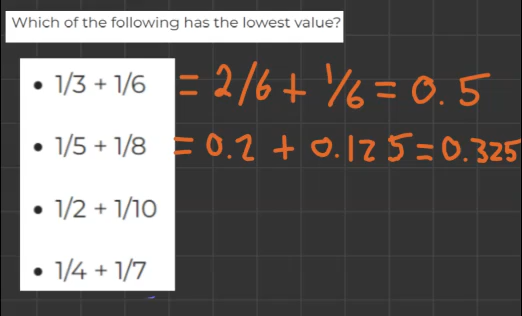 Which of the following has the lowest value?
• 1/3 + 1/6 = 2/6 + 1/6 = 0.5
• 1/5 + 1/8 = 0.2 + 0.125 = 0.325
• 1/2 + 1/10
• 1/4 + 1/7